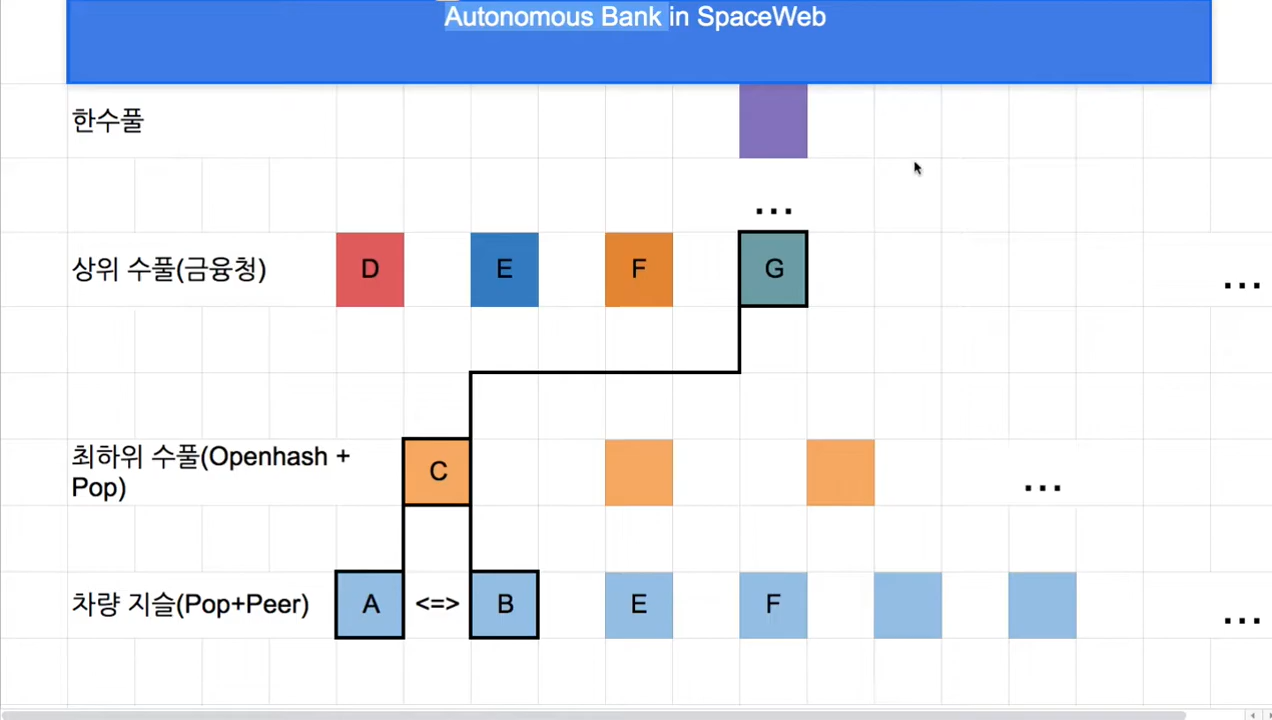 Autonomous Bank in SpaceWeb
한수풀
...
상위 수풀(금융청)
D
E
F
G
...
최하위 수풀(Openhash +
Pop)
C
...
차량 지슬(Pop+Peer)
A
<=>
B
E
F
...